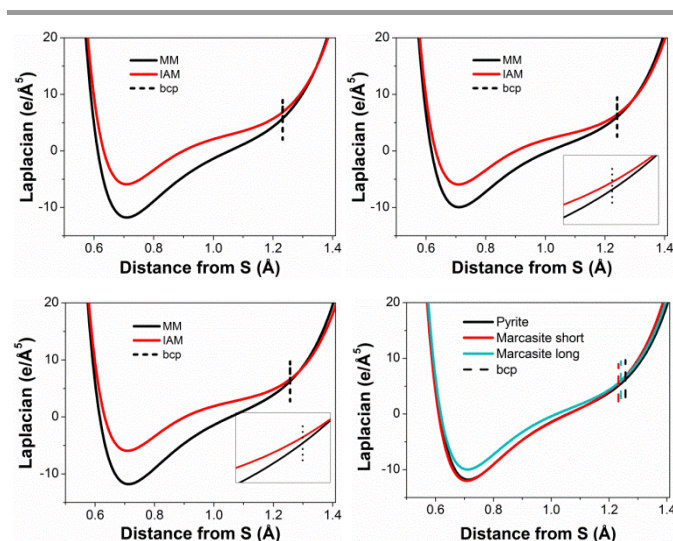 20
10
0
-10
Laplacian (e/Å⁵)
MM
IAM
bcp
0.6 0.8 1.0 1.2 1.4
Distance from S (Å)
20
10
0
-10
Laplacian (e/Å⁵)
MM
IAM
bcp
0.6 0.8 1.0 1.2 1.4
Distance from S (Å)
20
10
0
-10
Laplacian (e/Å⁵)
MM
IAM
bcp
0.6 0.8 1.0 1.2 1.4
Distance from S (Å)
20
10
0
-10
Laplacian (e/Å⁵)
Pyrite
Marcasite short
Marcasite long
bcp
0.6 0.8 1.0 1.2 1.4
Distance from S (Å)